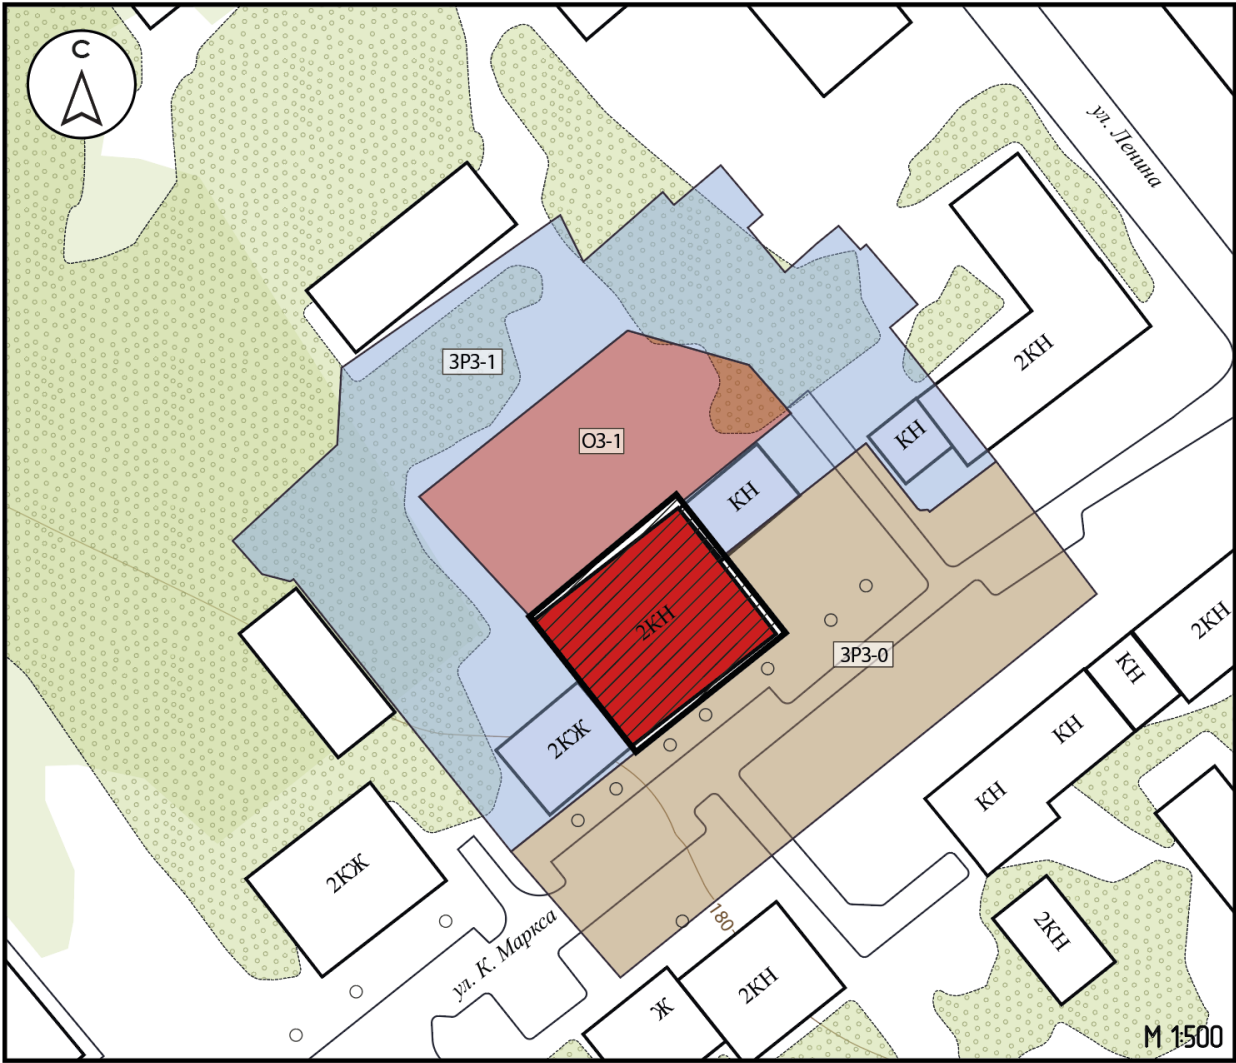 С
ул. Ленина
2КН
ЗРЗ-1
КН
ОЗ-1
КН
2КН
ЗРЗ-0
2КН
КН
2КЖ
КН
КН
2КЖ
180
2КН
ул. К. Маркса
2КН
Ж
М 1:500